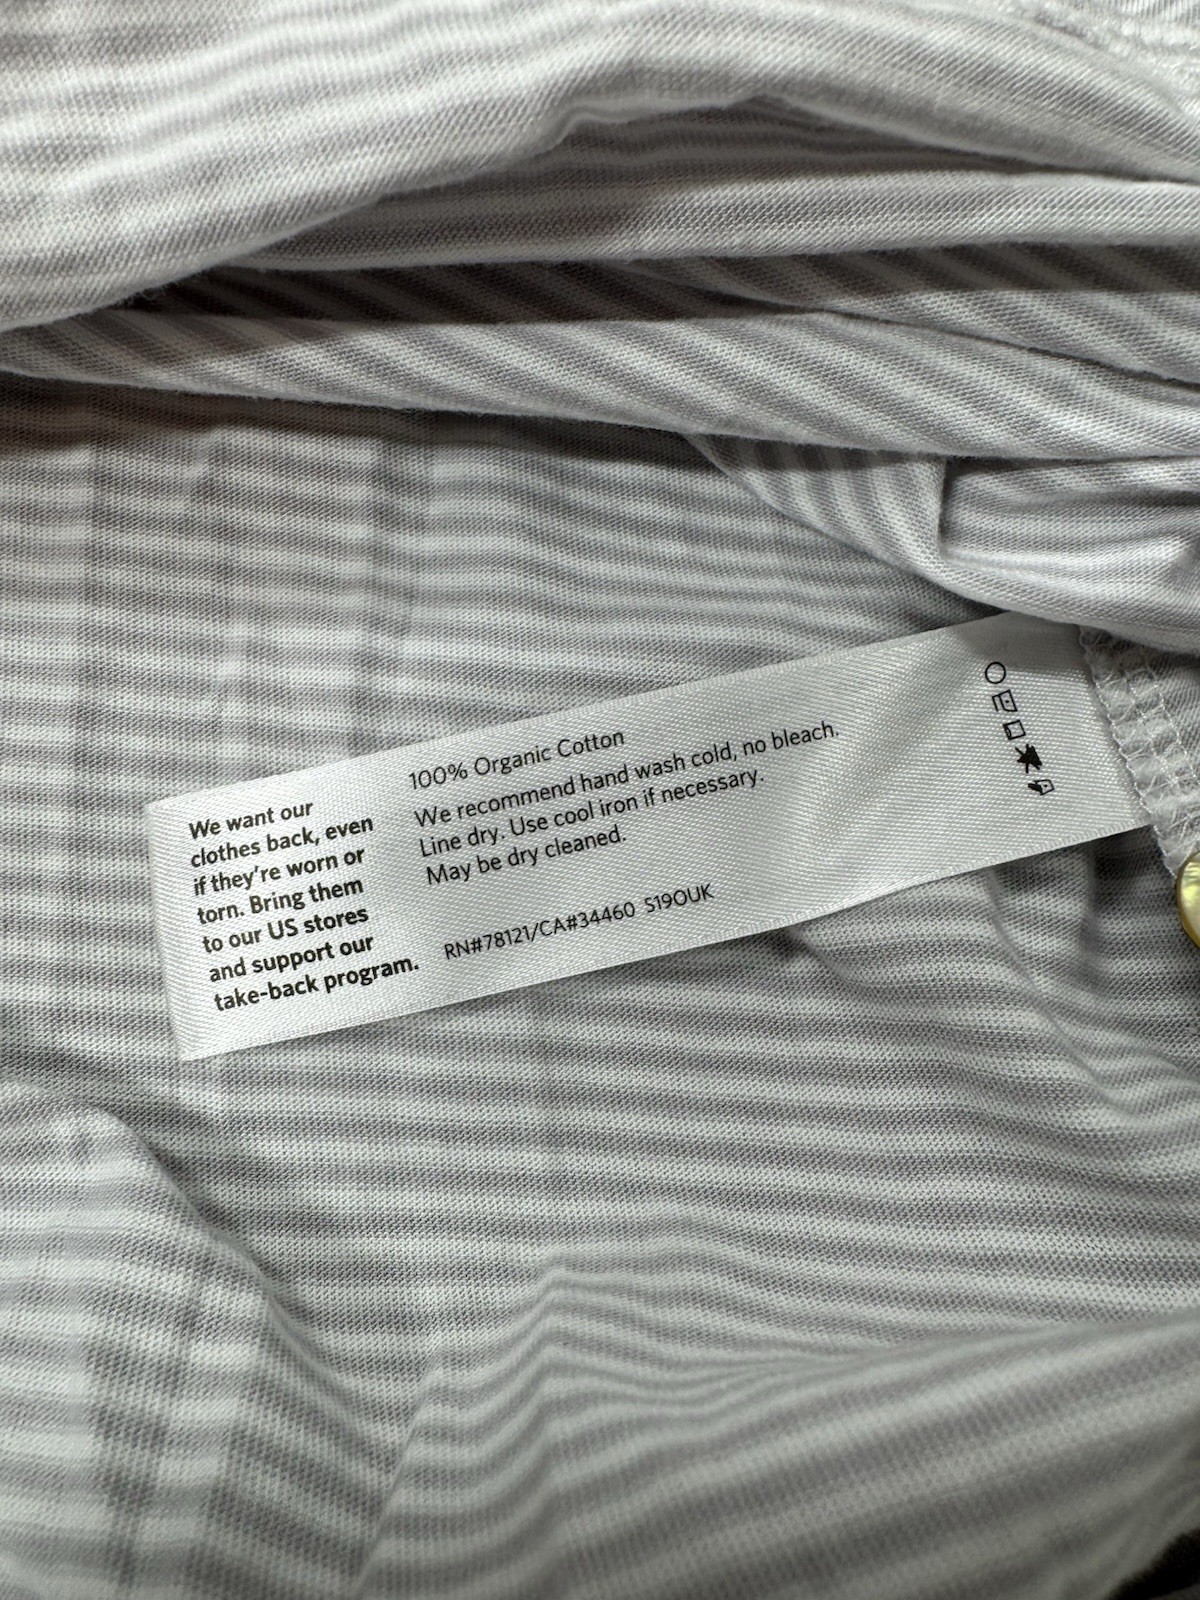 We want our
clothes back, even
if they're worn or
torn. Bring them
to our US stores
and support our
take-back program.
100% Organic Cotton
We recommend hand wash cold, no bleach.
Line dry. Use cool iron if necessary.
May be dry cleaned.
RN#78121/CA#34460 S19OUK